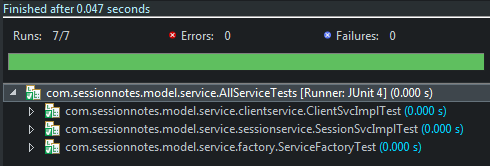 Finished after 0.047 seconds
Runs: 7/7 Errors: 0 Failures: 0
com.sessionnotes.model.service.AllServiceTests [Runner: JUnit 4] (0.000 s)
com.sessionnotes.model.service.clientservice.ClientSvcImplTest (0.000 s)
com.sessionnotes.model.service.sessionservice.SessionSvcImplTest (0.000 s)
com.sessionnotes.model.service.factory.ServiceFactoryTest (0.000 s)